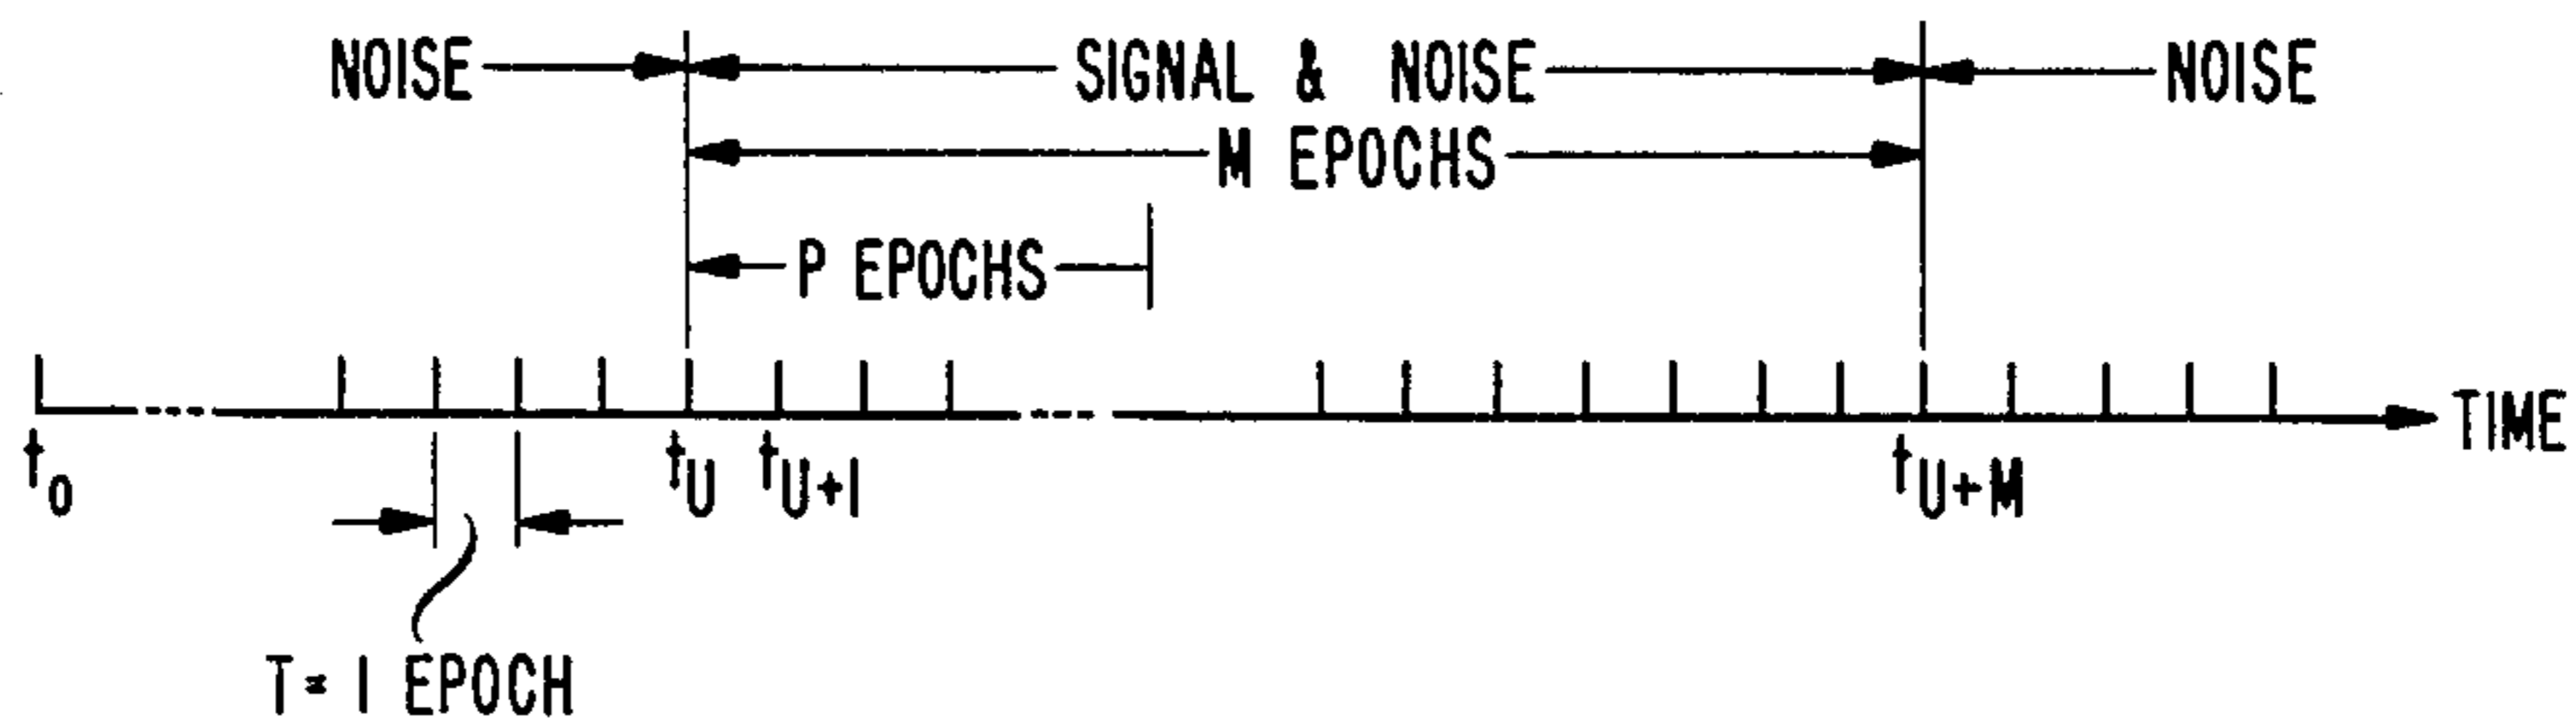 NOISE SIGNAL & NOISE NOISE
M EPOCHS
P EPOCHS
TIME
t0 tU tU+1 tU+M
T=1 EPOCH